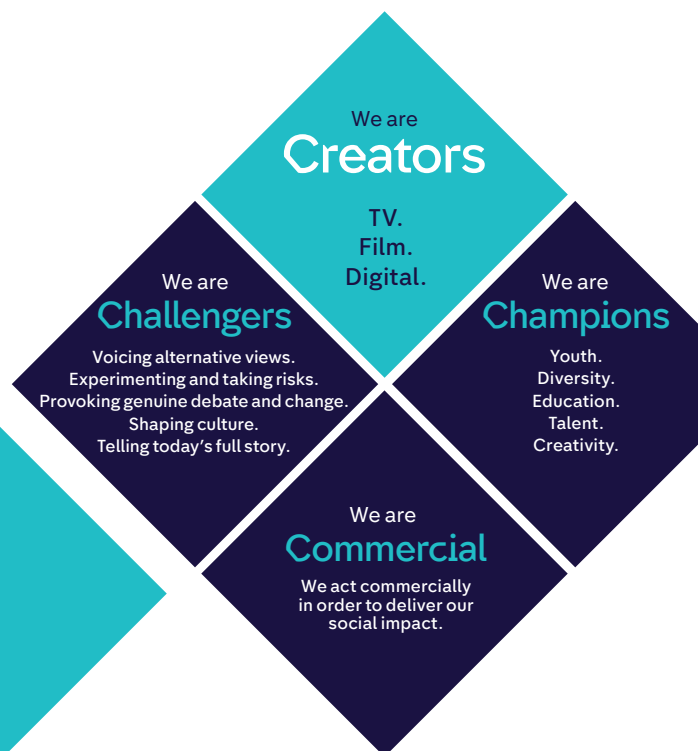 We are
Creators
TV.
Film.
Digital.
We are
Challengers
Voicing alternative views.
Experimenting and taking risks.
Provoking genuine debate and change.
Shaping culture.
Telling today’s full story.
We are
Champions
Youth.
Diversity.
Education.
Talent.
Creativity.
We are
Commercial
We act commercially
in order to deliver our
social impact.